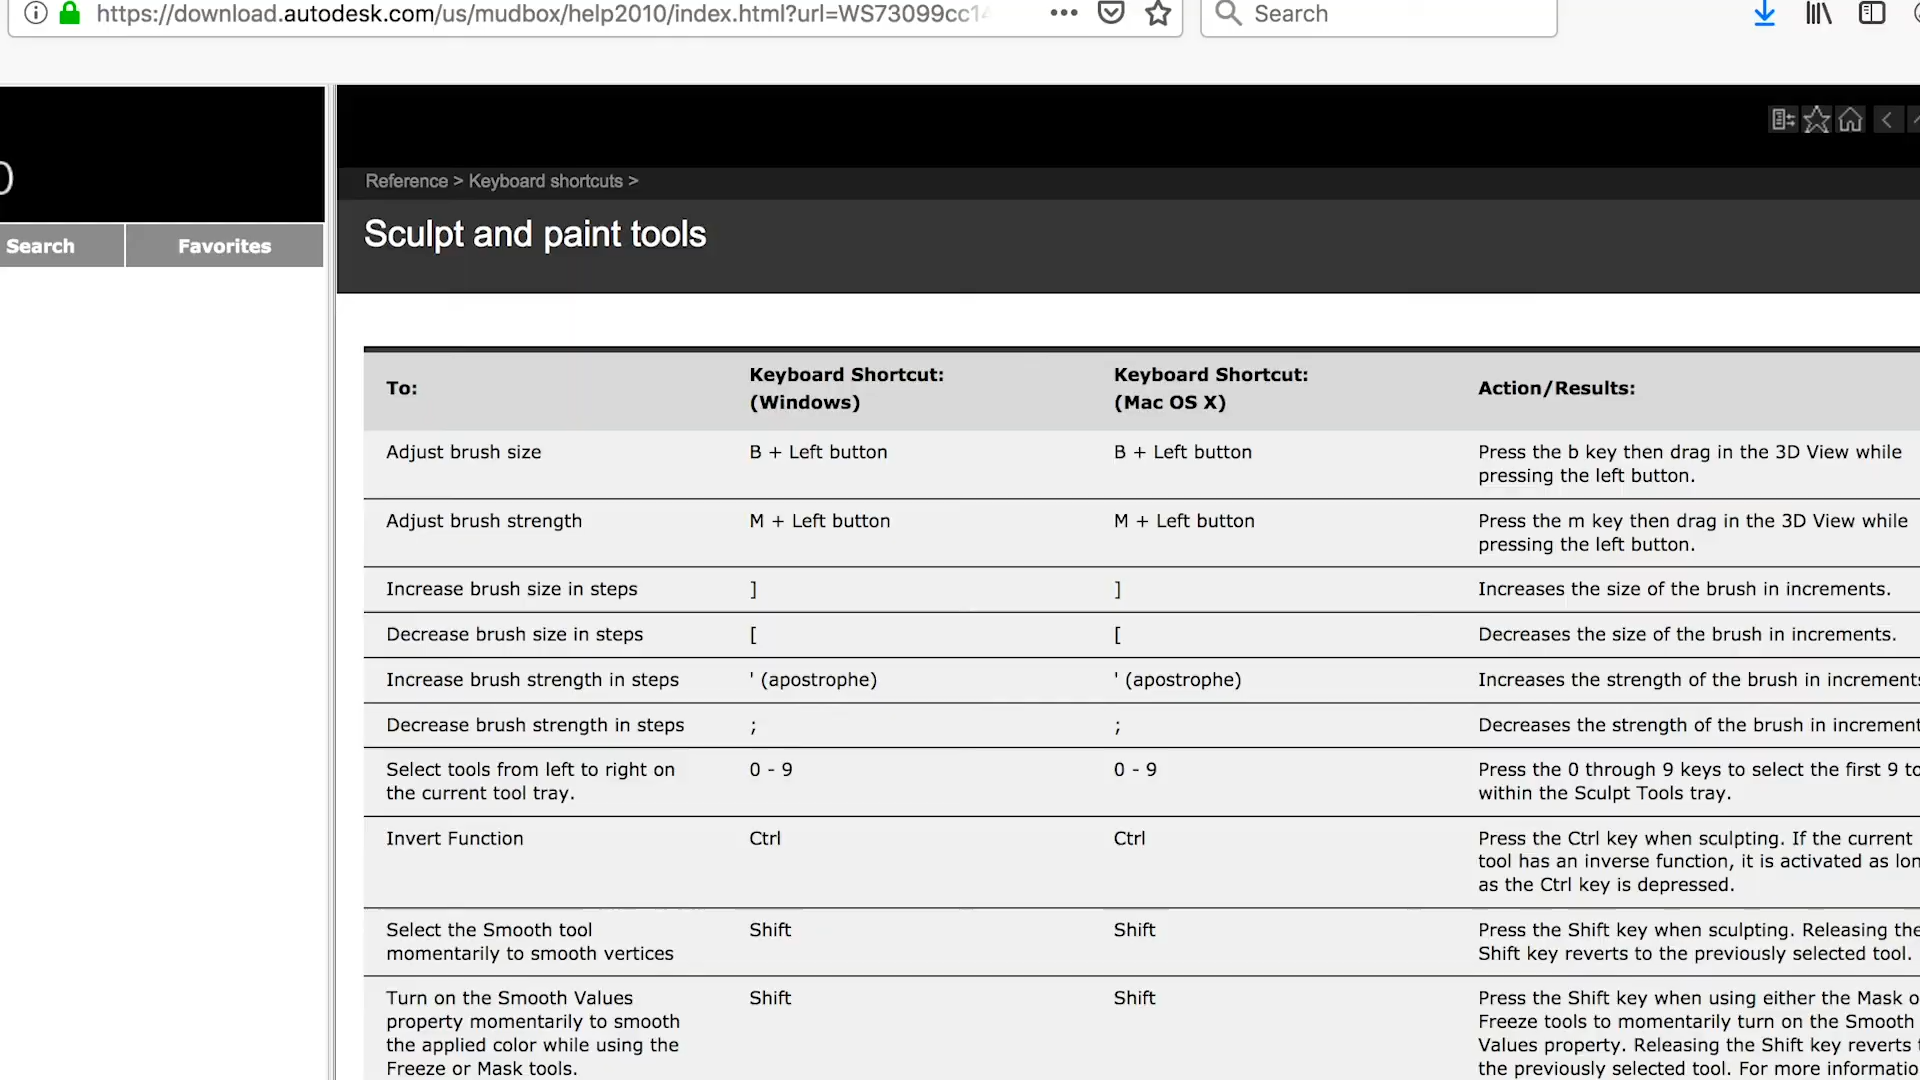 https://download.autodesk.com/us/mudbox/help2010/index.html?url=WS73099cc14
Search
Search Favorites
Reference > Keyboard shortcuts >
Sculpt and paint tools
To: Keyboard Shortcut: (Windows) Keyboard Shortcut: (Mac OS X) Action/Results:
Adjust brush size B + Left button B + Left button Press the b key then drag in the 3D View while
pressing the left button.
Adjust brush strength M + Left button M + Left button Press the m key then drag in the 3D View while
pressing the left button.
Increase brush size in steps ] ] Increases the size of the brush in increments.
Decrease brush size in steps [ [ Decreases the size of the brush in increments.
Increase brush strength in steps ' (apostrophe) ' (apostrophe) Increases the strength of the brush in increments
Decrease brush strength in steps ; ; Decreases the strength of the brush in increment
Select tools from left to right on 0 - 9 0 - 9 Press the 0 through 9 keys to select the first 9 to
the current tool tray. within the Sculpt Tools tray.
Invert Function Ctrl Ctrl Press the Ctrl key when sculpting. If the current
tool has an inverse function, it is activated as lon
as the Ctrl key is depressed.
Select the Smooth tool Shift Shift Press the Shift key when sculpting. Releasing the
momentarily to smooth vertices Shift key reverts to the previously selected tool.
Turn on the Smooth Values Shift Shift Press the Shift key when using either the Mask o
property momentarily to smooth Freeze tools to momentarily turn on the Smooth
the applied color while using the Values property. Releasing the Shift key reverts
Freeze or Mask tools. the previously selected tool. For more informatio